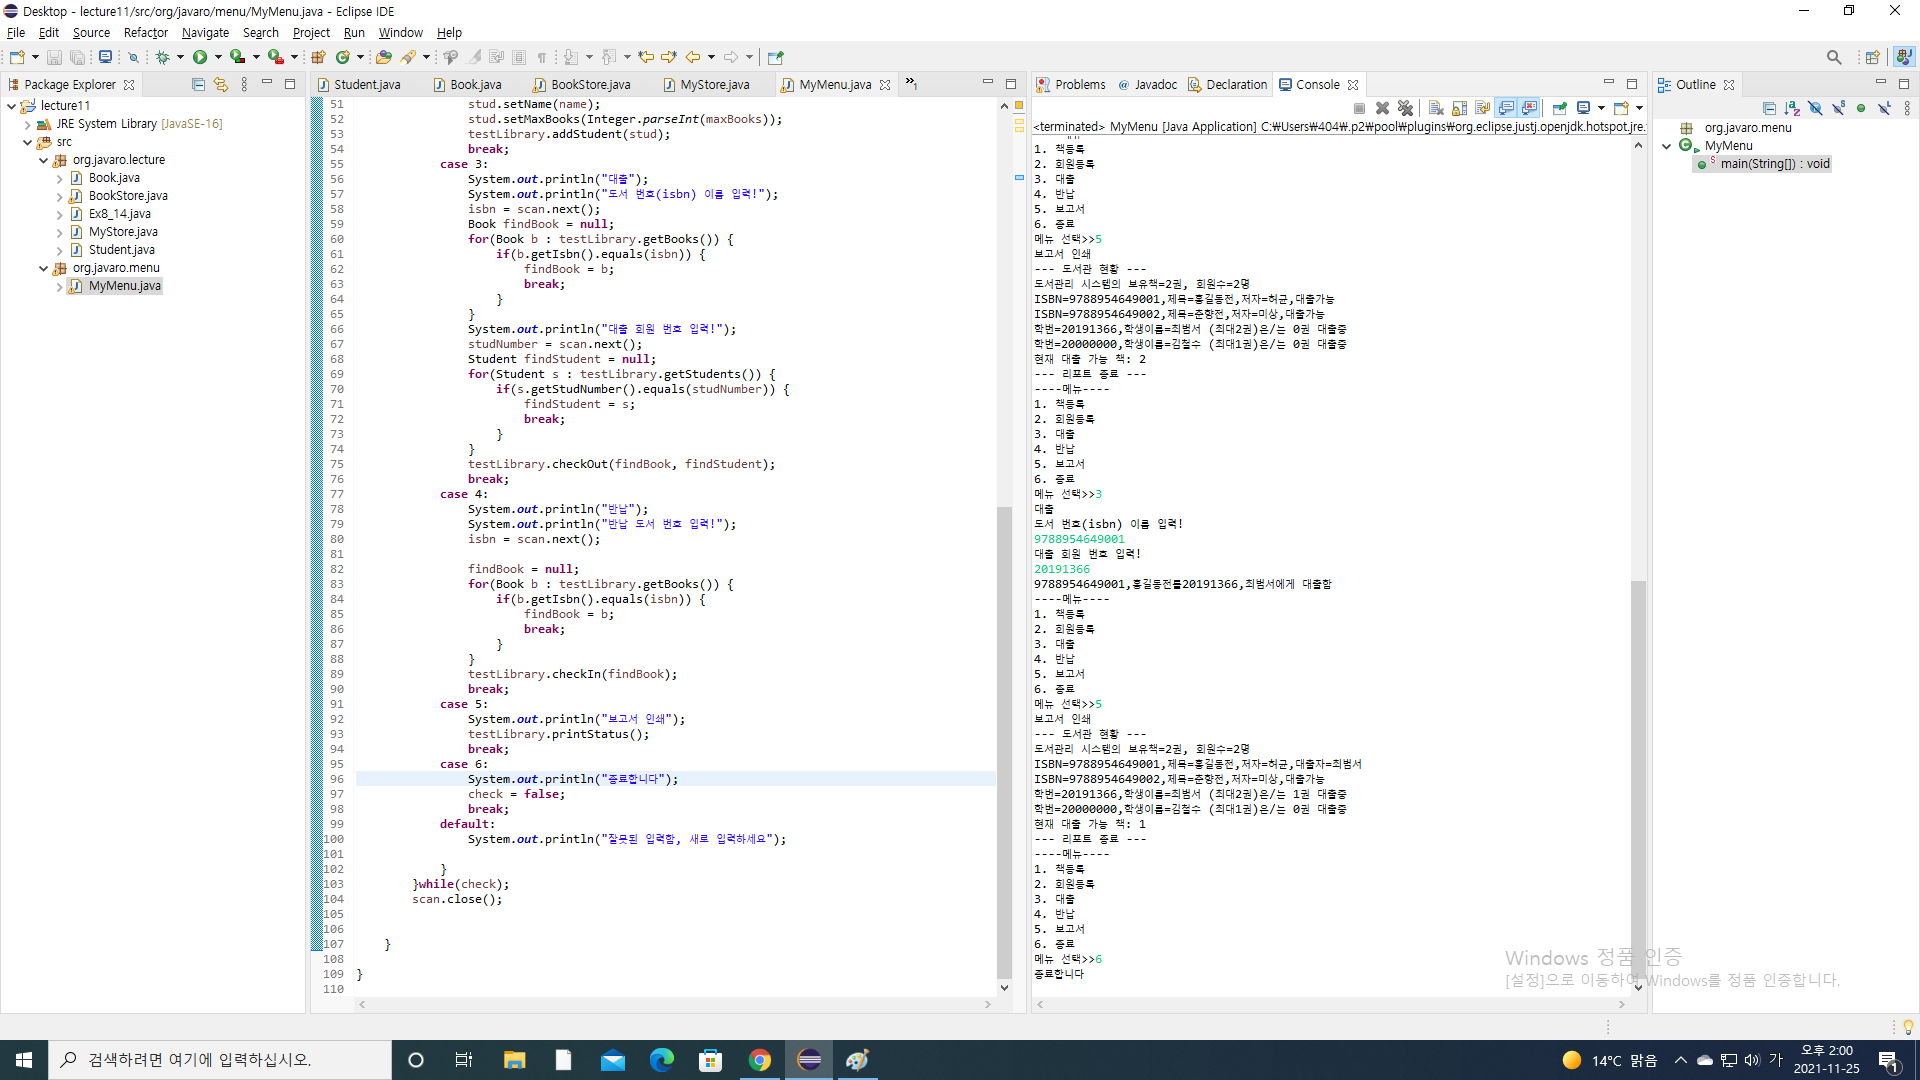 Desktop - lecture11/src/org/javaro/menu/MyMenu.java - Eclipse IDE
File Edit Source Refactor Navigate Search Project Run Window Help
Package Explorer
lecture11
JRE System Library [JavaSE-16]
src
org.javaro.lecture
Book.java
BookStore.java
Ex8_14.java
MyStore.java
Student.java
org.javaro.menu
MyMenu.java
Student.java Book.java BookStore.java MyStore.java MyMenu.java »1
51 stud.setName(name);
52 stud.setMaxBooks(Integer.parseInt(maxBooks));
53 testLibrary.addStudent(stud);
54 break;
55 case 3:
56 System.out.println("대출");
57 System.out.println("도서 번호(isbn) 이름 입력!");
58 isbn = scan.next();
59 Book findBook = null;
60 for(Book b : testLibrary.getBooks()) {
61 if(b.getIsbn().equals(isbn)) {
62 findBook = b;
63 break;
64 }
65 }
66 System.out.println("대출 회원 번호 입력!");
67 studNumber = scan.next();
68 Student findStudent = null;
69 for(Student s : testLibrary.getStudents()) {
70 if(s.getStudNumber().equals(studNumber)) {
71 findStudent = s;
72 break;
73 }
74 }
75 testLibrary.checkOut(findBook, findStudent);
76 break;
77 case 4:
78 System.out.println("반납");
79 System.out.println("반납 도서 번호 입력!");
80 isbn = scan.next();
81
82 findBook = null;
83 for(Book b : testLibrary.getBooks()) {
84 if(b.getIsbn().equals(isbn)) {
85 findBook = b;
86 break;
87 }
88 }
89 testLibrary.checkIn(findBook);
90 break;
91 case 5:
92 System.out.println("보고서 인쇄");
93 testLibrary.printStatus();
94 break;
95 case 6:
96 System.out.println("종료합니다");
97 check = false;
98 break;
99 default:
100 System.out.println("잘못된 입력함, 새로 입력하세요");
101
102 }
103 }while(check);
104 scan.close();
105
106
107 }
108
109 }
110
Problems @ Javadoc Declaration Console
<terminated> MyMenu [Java Application] C:₩Users₩404₩.p2₩pool₩plugins₩org.eclipse.justj.openjdk.hotspot.jre.
1. 책등록
2. 회원등록
3. 대출
4. 반납
5. 보고서
6. 종료
메뉴 선택>>5
보고서 인쇄
--- 도서관 현황 ---
도서관리 시스템의 보유책=2권, 회원수=2명
ISBN=9788954649001,제목=홍길동전,저자=허균,대출가능
ISBN=9788954649002,제목=춘향전,저자=미상,대출가능
학번=20191366,학생이름=최범서 (최대2권)은/는 0권 대출중
학번=20000000,학생이름=김철수 (최대1권)은/는 0권 대출중
현재 대출 가능 책: 2
--- 리포트 종료 ---
----메뉴----
1. 책등록
2. 회원등록
3. 대출
4. 반납
5. 보고서
6. 종료
메뉴 선택>>3
대출
도서 번호(isbn) 이름 입력!
9788954649001
대출 회원 번호 입력!
20191366
9788954649001,홍길동전를20191366,최범서에게 대출함
----메뉴----
1. 책등록
2. 회원등록
3. 대출
4. 반납
5. 보고서
6. 종료
메뉴 선택>>5
보고서 인쇄
--- 도서관 현황 ---
도서관리 시스템의 보유책=2권, 회원수=2명
ISBN=9788954649001,제목=홍길동전,저자=허균,대출자=최범서
ISBN=9788954649002,제목=춘향전,저자=미상,대출가능
학번=20191366,학생이름=최범서 (최대2권)은/는 1권 대출중
학번=20000000,학생이름=김철수 (최대1권)은/는 0권 대출중
현재 대출 가능 책: 1
--- 리포트 종료 ---
----메뉴----
1. 책등록
2. 회원등록
3. 대출
4. 반납
5. 보고서
6. 종료
메뉴 선택>>6
종료합니다
Outline
org.javaro.menu
MyMenu
main(String[]) : void
Windows 정품 인증
[설정]으로 이동하여 Windows를 정품 인증합니다.
검색하려면 여기에 입력하십시오.
14°C 맑음
가
오후 2:00
2021-11-25
1